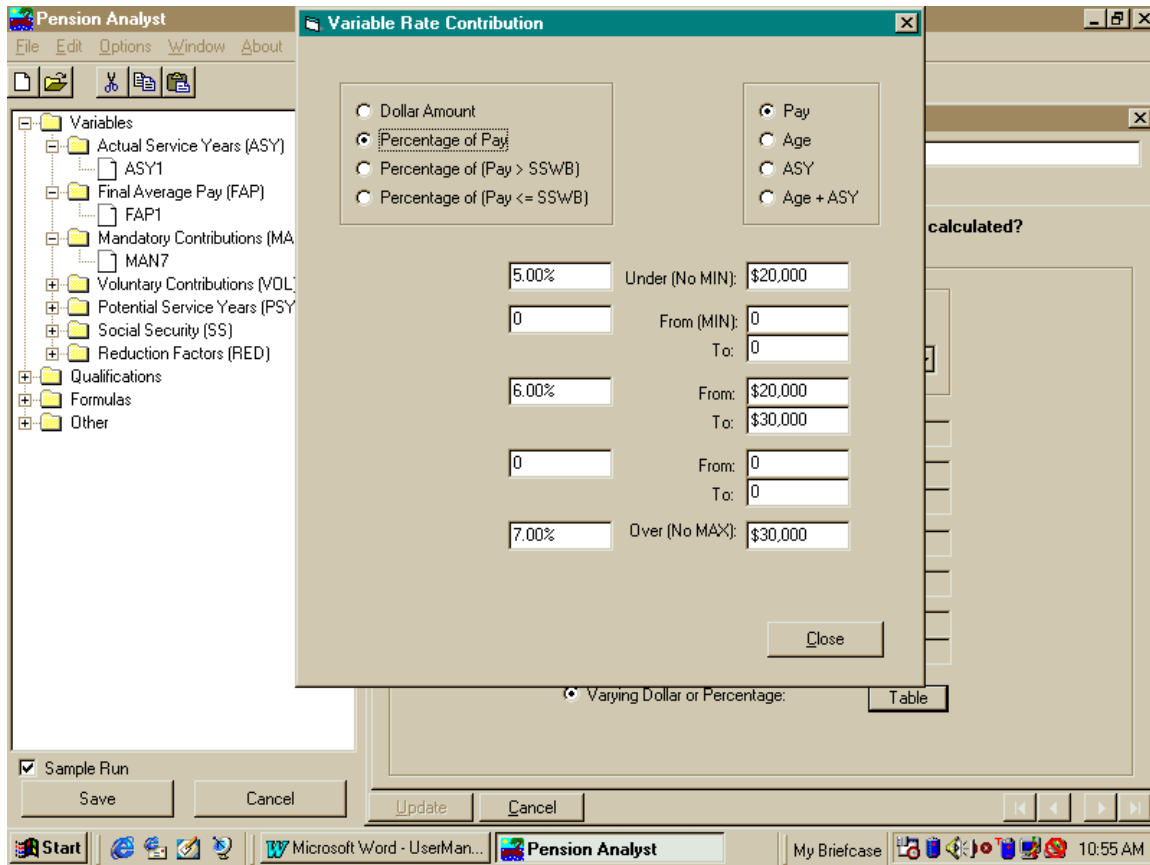 Pension Analyst
File Edit Options Window About
Variable Rate Contribution
Variables
Actual Service Years (ASY)
ASY1
Final Average Pay (FAP)
FAP1
Mandatory Contributions (MA
MAN7
Voluntary Contributions (VOL
Potential Service Years (PSY
Social Security (SS)
Reduction Factors (RED)
Qualifications
Formulas
Other
Dollar Amount
Percentage of Pay
Percentage of (Pay > SSWB)
Percentage of (Pay <= SSWB)
Pay
Age
ASY
Age + ASY
calculated?
5.00% Under (No MIN): $20,000
0 From (MIN): 0
To: 0
6.00% From: $20,000
To: $30,000
0 From: 0
To: 0
7.00% Over (No MAX): $30,000
Close
Varying Dollar or Percentage: Table
Sample Run
Save Cancel
Update Cancel
Start Microsoft Word - UserMan... Pension Analyst My Briefcase 10:55 AM